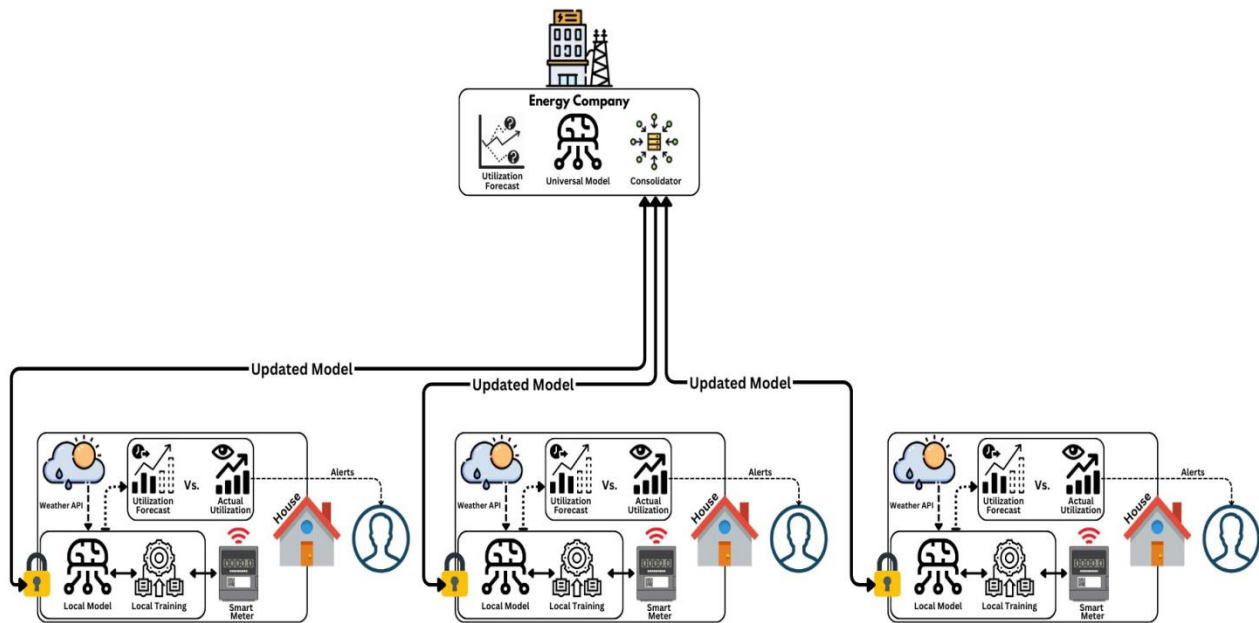 Energy Company
Utilization
Forecast
Universal Model
Consolidator
Updated Model
Updated Model
Updated Model
Weather API
Utilization
Forecast
Vs.
Actual
Utilization
Alerts
House
Local Model
Local Training
Smart
Meter
Weather API
Utilization
Forecast
Vs.
Actual
Utilization
Alerts
House
Local Model
Local Training
Smart
Meter
Weather API
Utilization
Forecast
Vs.
Actual
Utilization
Alerts
House
Local Model
Local Training
Smart
Meter